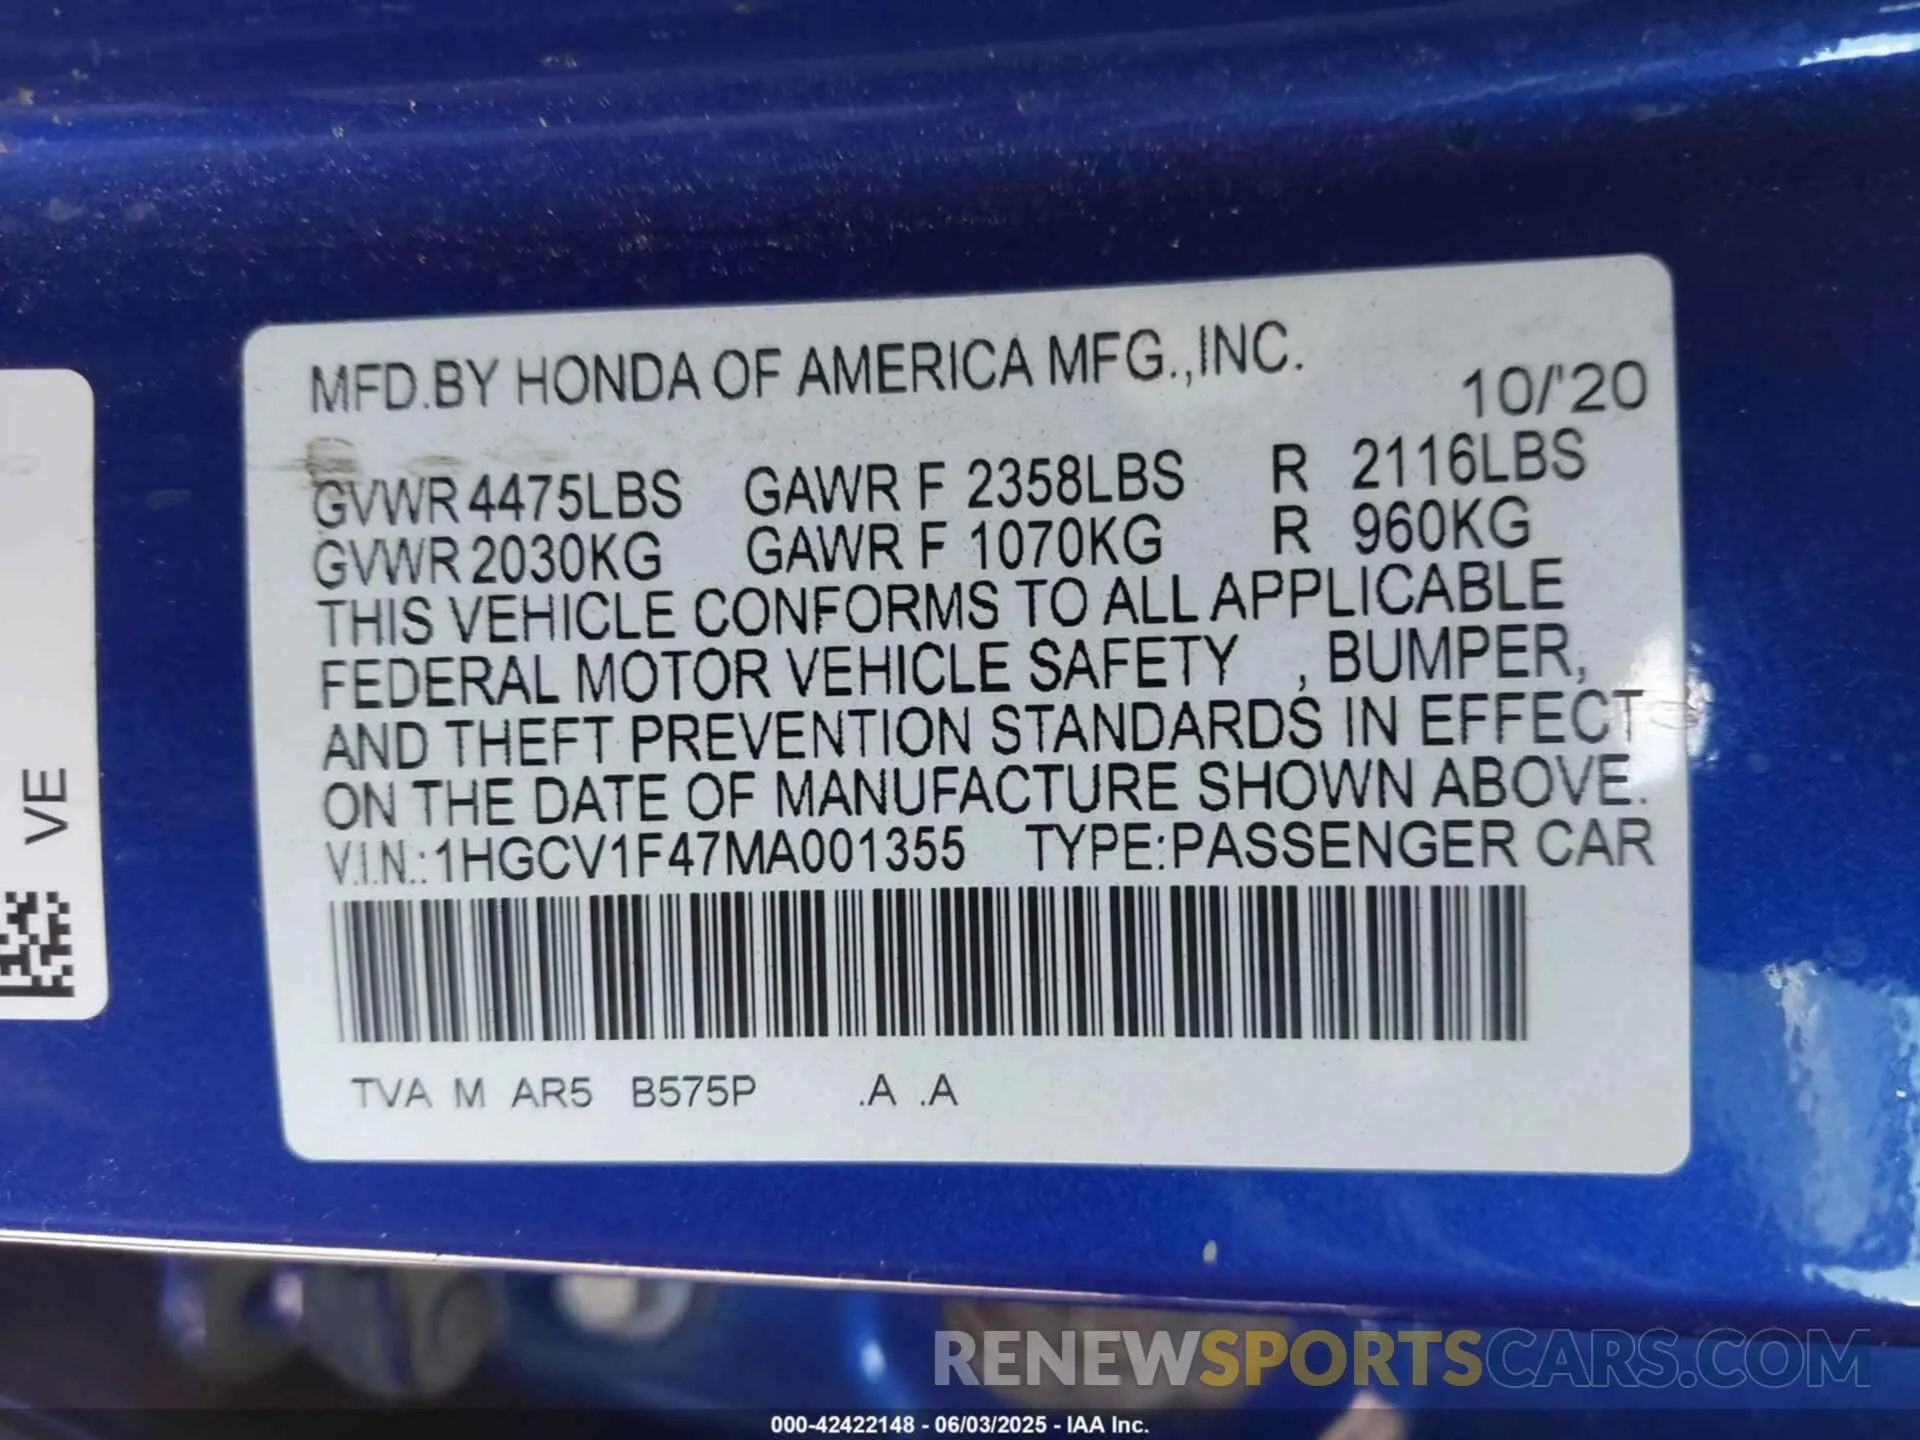 MFD.BY HONDA OF AMERICA MFG.,INC.
10/'20
GVWR 4475LBS GAWR F 2358LBS R 2116LBS
GVWR 2030KG GAWR F 1070KG R 960KG
THIS VEHICLE CONFORMS TO ALL APPLICABLE
FEDERAL MOTOR VEHICLE SAFETY , BUMPER,
AND THEFT PREVENTION STANDARDS IN EFFECT
ON THE DATE OF MANUFACTURE SHOWN ABOVE.
V.I.N.:1HGCV1F47MA001355 TYPE:PASSENGER CAR
TVA M AR5 B575P .A .A
VE
RENEWSPORTSCARS.COM
000-42422148 - 06/03/2025 - IAA Inc.